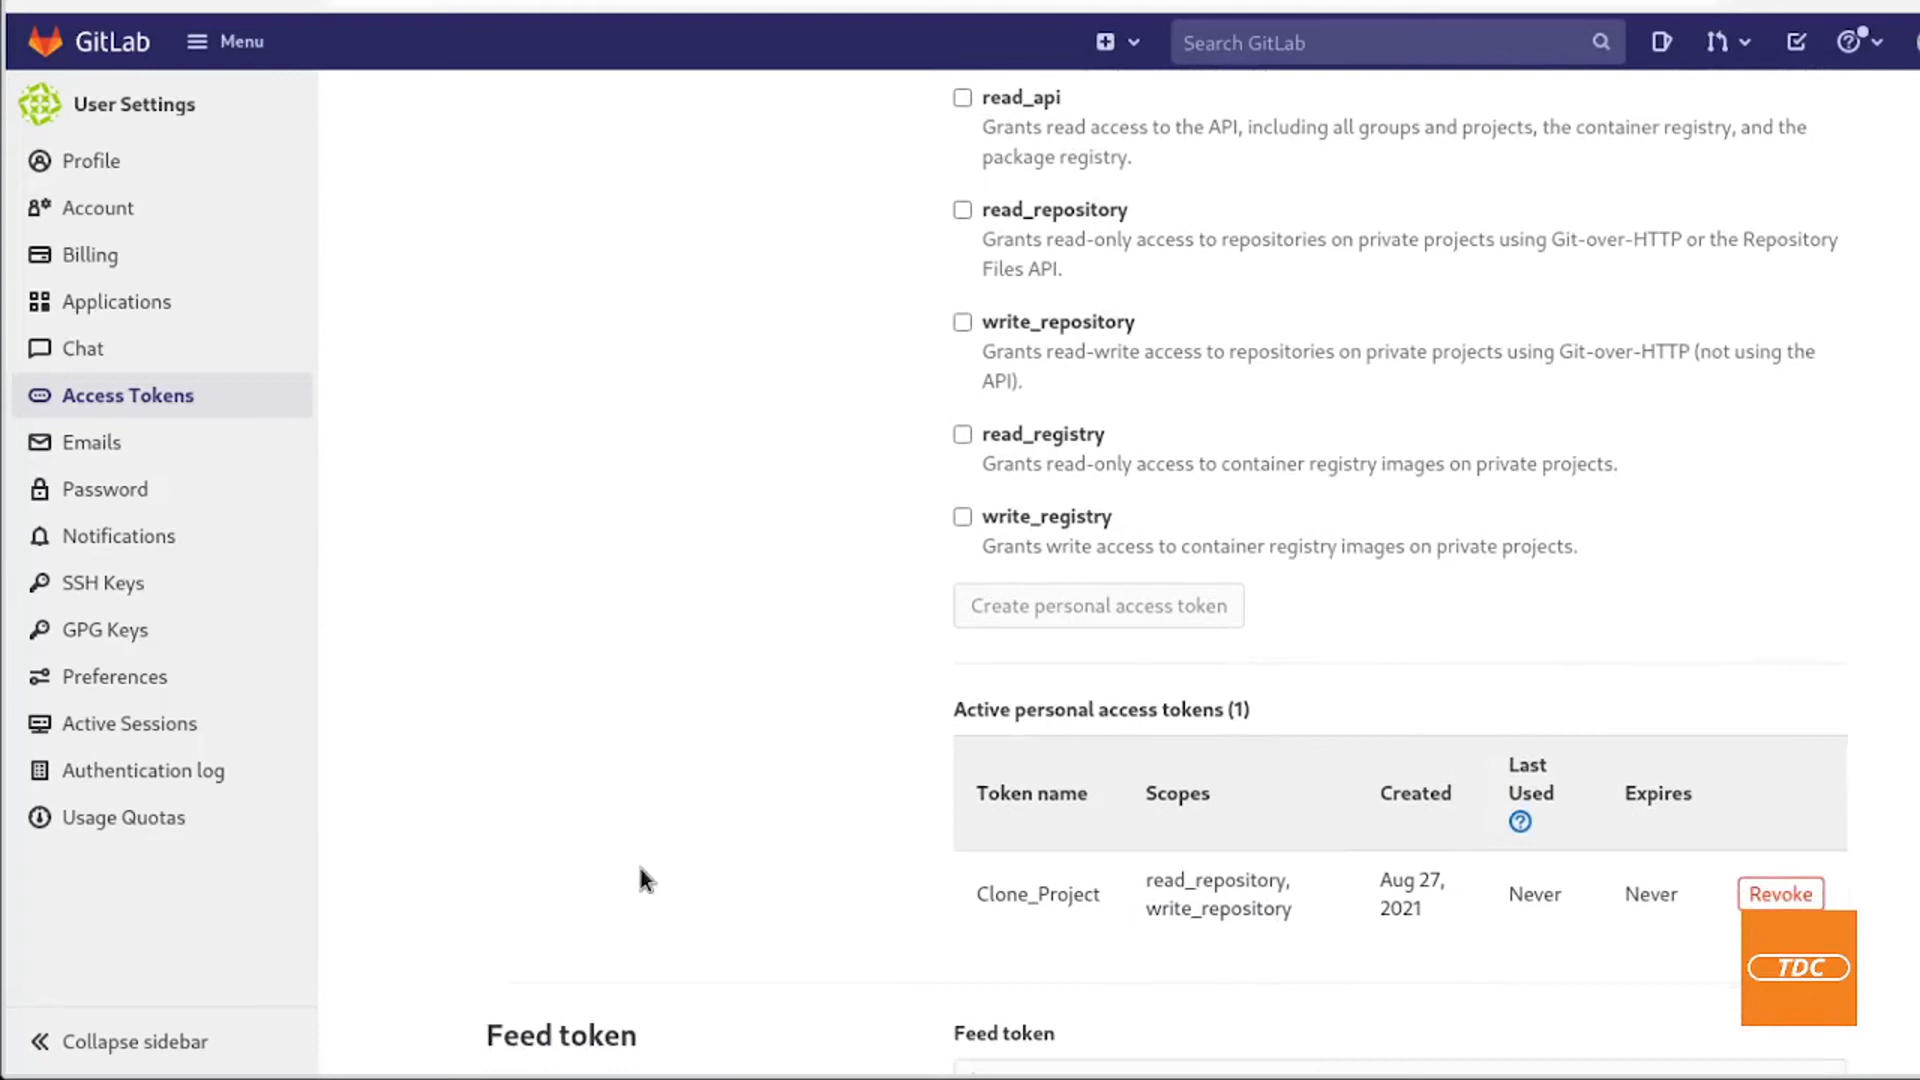 GitLab
Menu
Search GitLab
User Settings
Profile
Account
Billing
Applications
Chat
Access Tokens
Emails
Password
Notifications
SSH Keys
GPG Keys
Preferences
Active Sessions
Authentication log
Usage Quotas
Collapse sidebar
read_api
Grants read access to the API, including all groups and projects, the container registry, and the
package registry.
read_repository
Grants read-only access to repositories on private projects using Git-over-HTTP or the Repository
Files API.
write_repository
Grants read-write access to repositories on private projects using Git-over-HTTP (not using the
API).
read_registry
Grants read-only access to container registry images on private projects.
write_registry
Grants write access to container registry images on private projects.
Create personal access token
Active personal access tokens (1)
Token name Scopes Created Last Used Expires
Clone_Project read_repository, write_repository Aug 27, 2021 Never Never Revoke
TDC
Feed token
Feed token